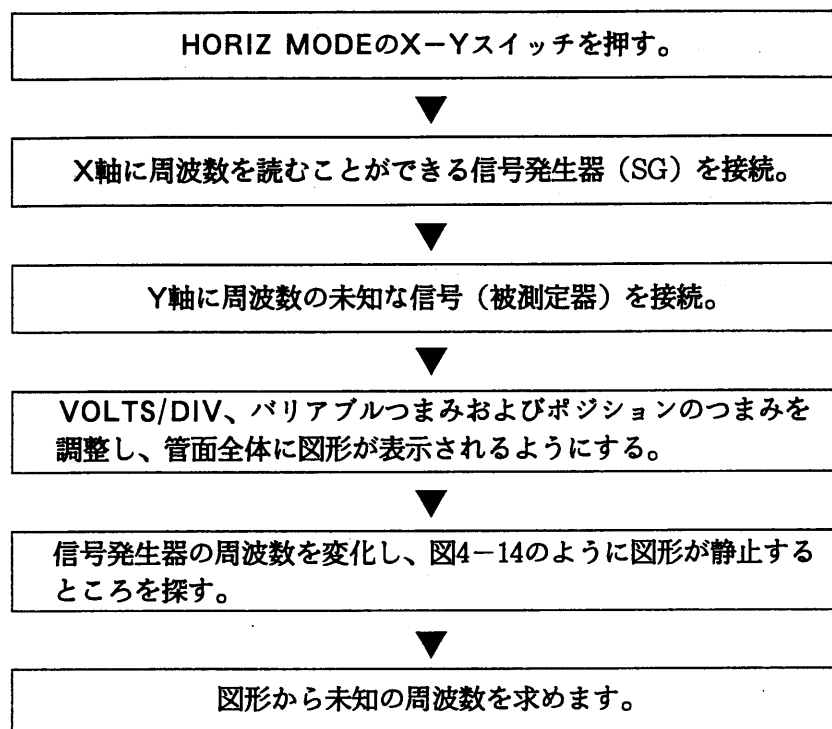 HORIZ MODEのX－Yスイッチを押す。
▼
X軸に周波数を読むことができる信号発生器（SG）を接続。
▼
Y軸に周波数の未知な信号（被測定器）を接続。
▼
VOLTS/DIV、バリアブルつまみおよびポジションのつまみを
調整し、管面全体に図形が表示されるようにする。
▼
信号発生器の周波数を変化し、図4－14のように図形が静止する
ところを探す。
▼
図形から未知の周波数を求めます。